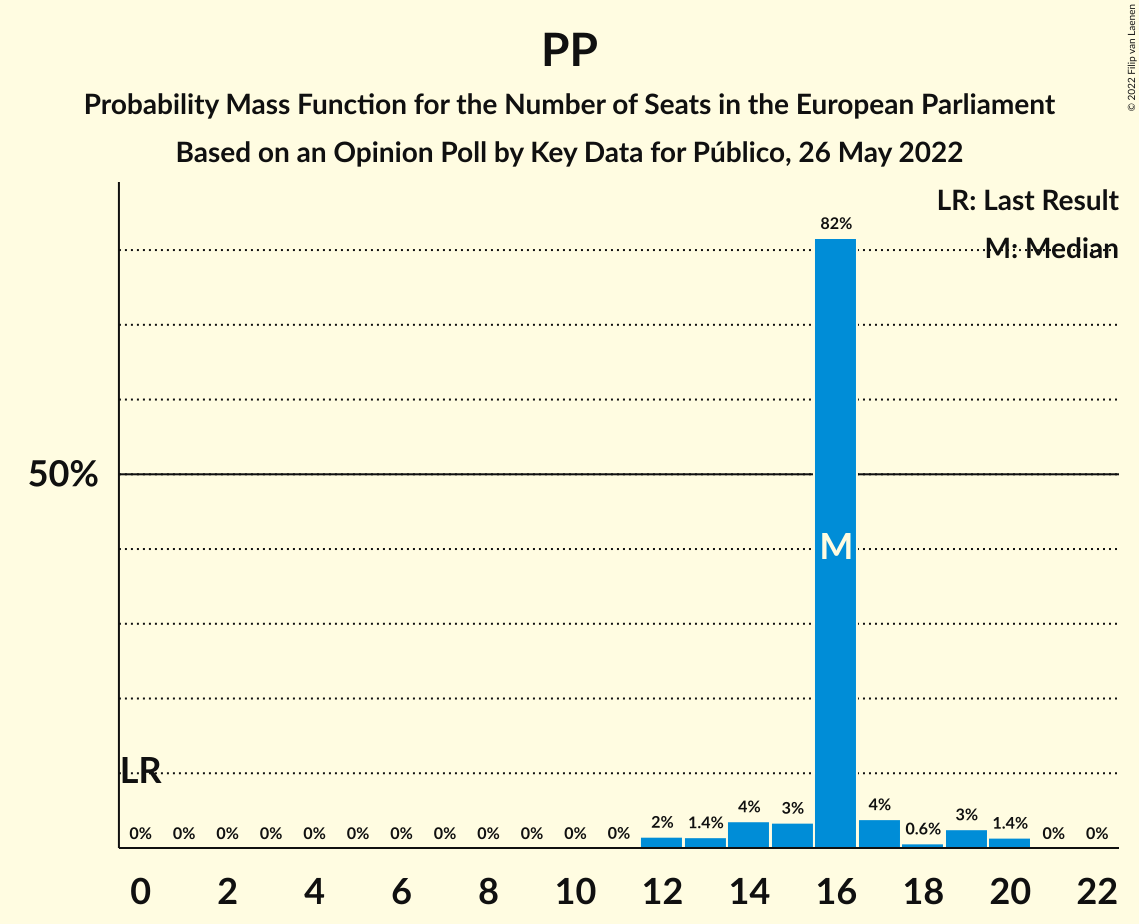 PP
Probability Mass Function for the Number of Seats in the European Parliament
Based on an Opinion Poll by Key Data for Público, 26 May 2022
© 2022 Filip van Laenen
LR: Last Result
M: Median
82%
50%
M
LR
0% 0% 0% 0% 0% 0% 0% 0% 0% 0% 0% 0% 2% 1.4% 4% 3% 4% 0.6% 3% 1.4% 0% 0%
0 2 4 6 8 10 12 14 16 18 20 22